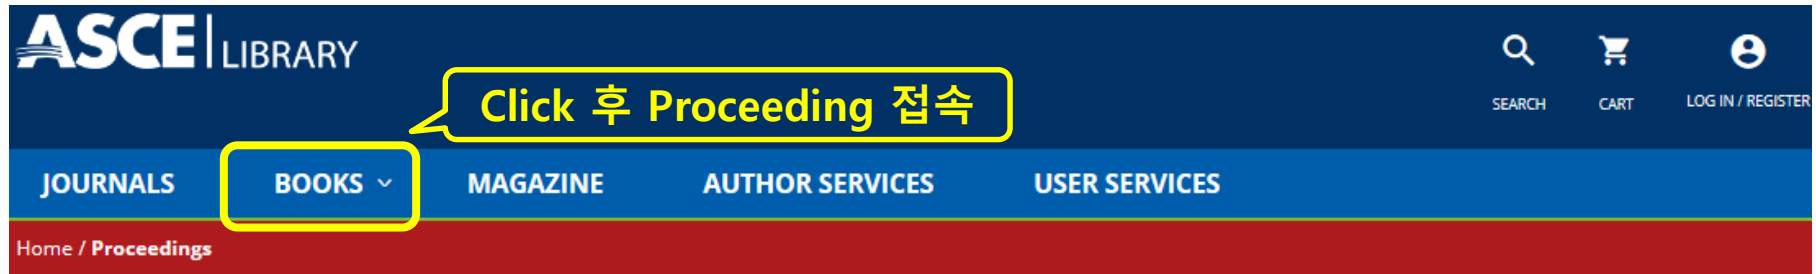 ASCE LIBRARY
Click 후 Proceeding 접속
SEARCH CART LOG IN / REGISTER
JOURNALS BOOKS MAGAZINE AUTHOR SERVICES USER SERVICES
Home / Proceedings